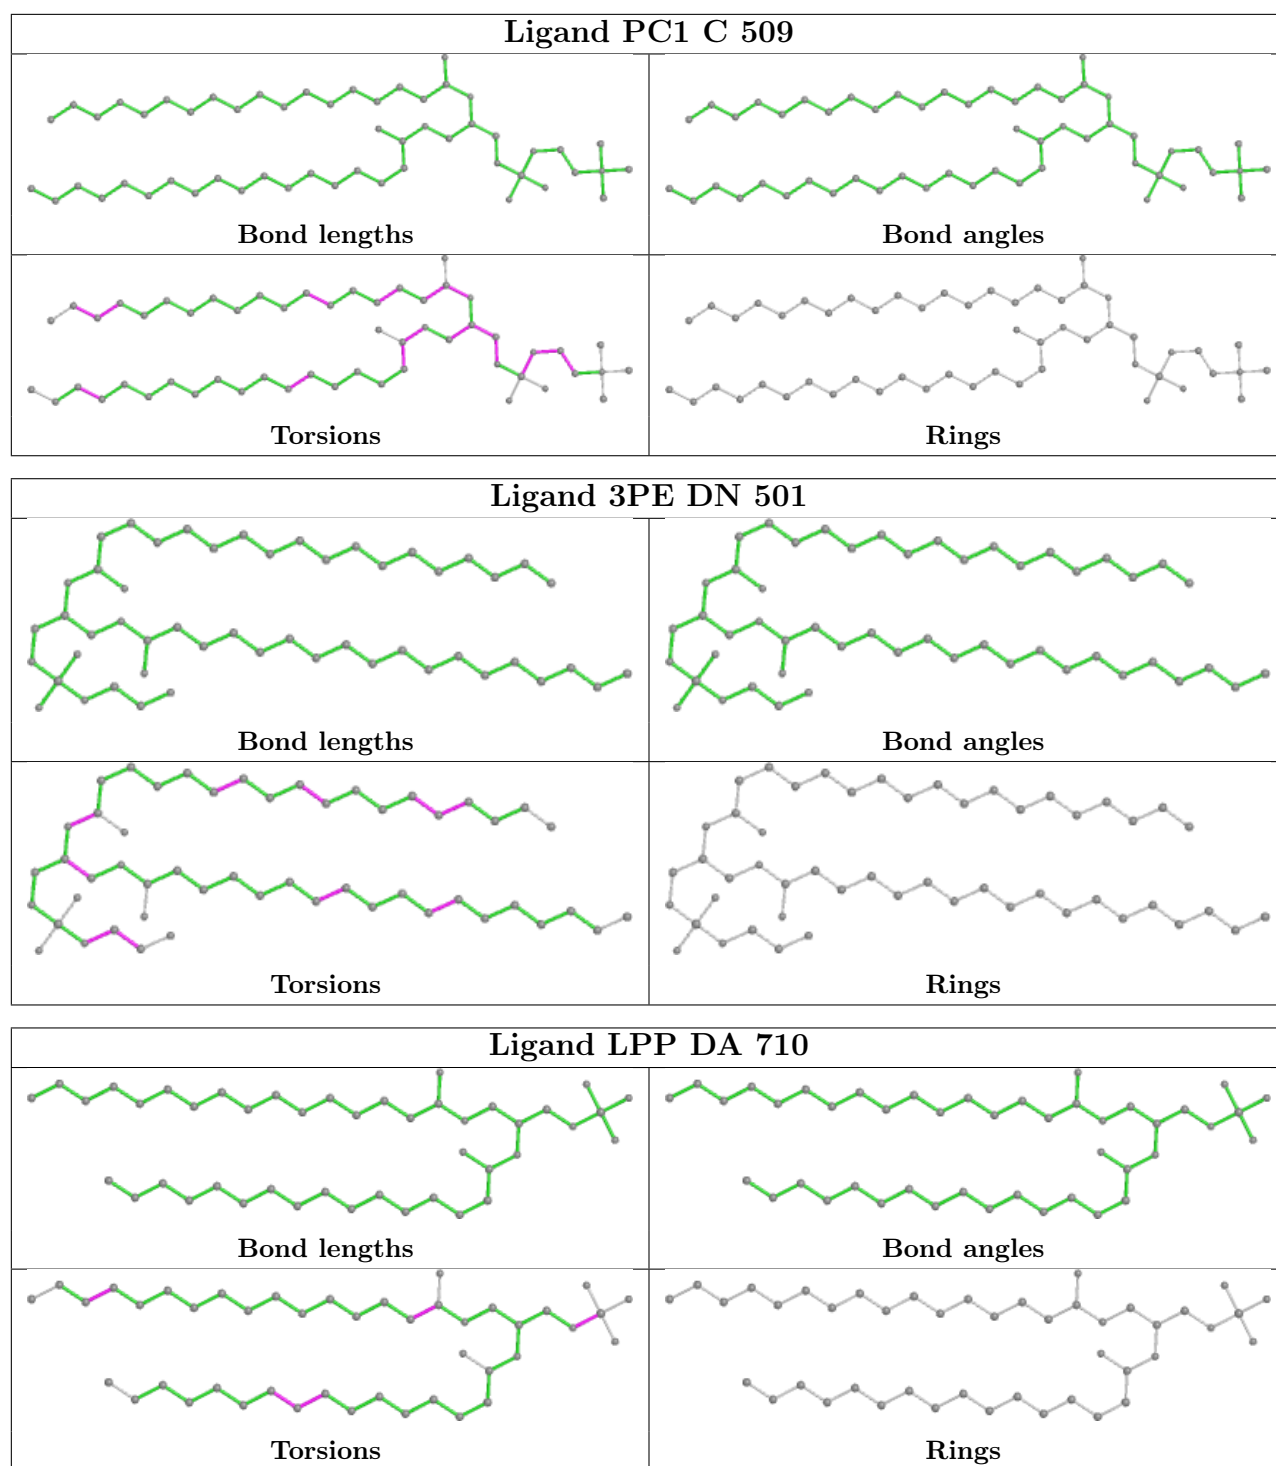 Ligand PC1 C 509
Bond lengths
Bond angles
Torsions
Rings
Ligand 3PE DN 501
Bond lengths
Bond angles
Torsions
Rings
Ligand LPP DA 710
Bond lengths
Bond angles
Torsions
Rings